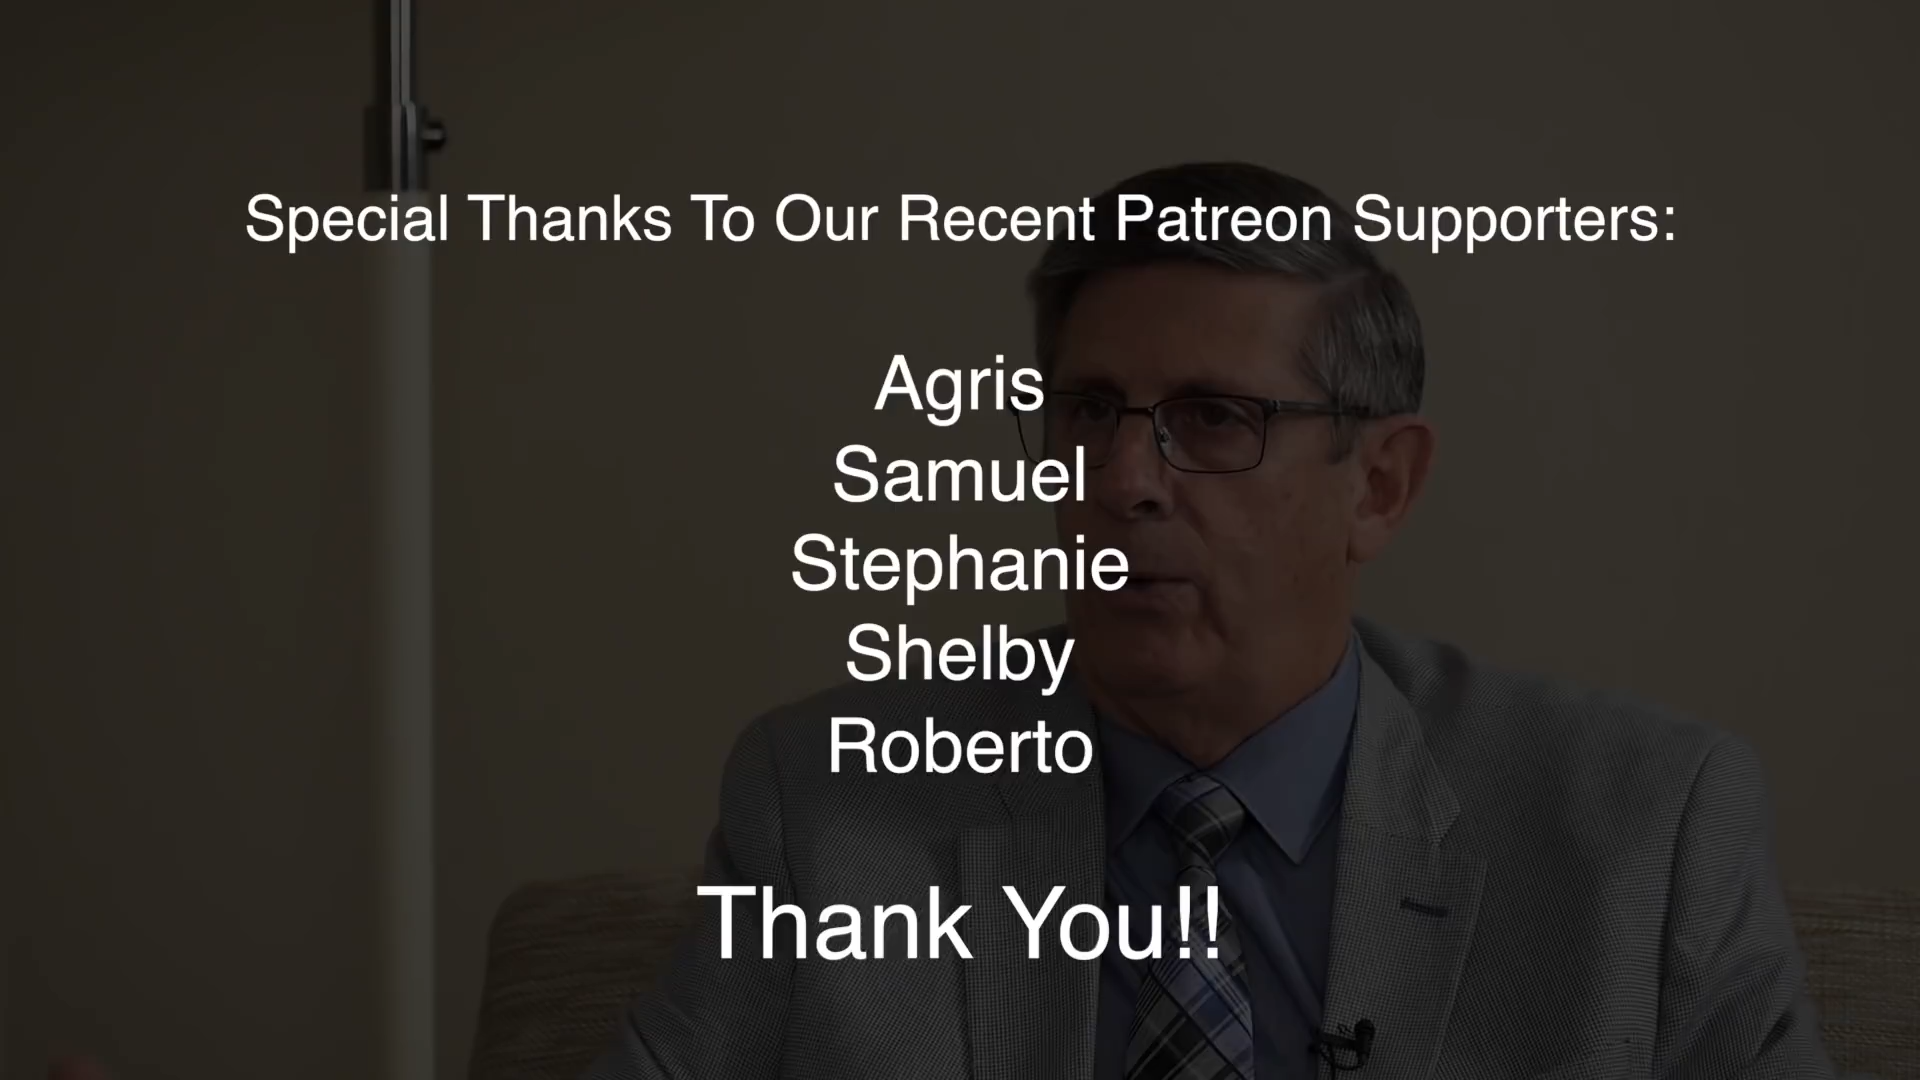 Special Thanks To Our Recent Patreon Supporters:
Agris
Samuel
Stephanie
Shelby
Roberto
Thank You!!